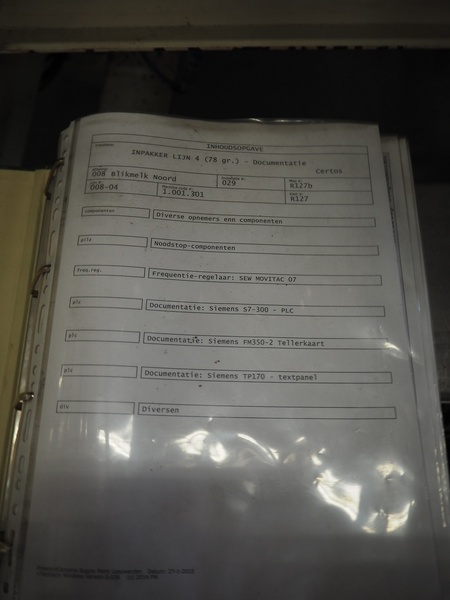 INHOUDSOPGAVE
INPAKKER LIJN 4 (78 gr.) - Documentatie
Certos
008 Blikmelk Noord
029
R127b
008-04
1.001.301
R127
componenten
Diverse opnemers enn componenten
pilz
Noodstop-componenten
freq.reg.
Frequentie-regelaar: SEW MOVITAC 07
plc
Documentatie: Siemens S7-300 - PLC
plc
Documentatie: Siemens FM350-2 Tellerkaart
plc
Documentatie: Siemens TP170 - textpanel
div
Diversen